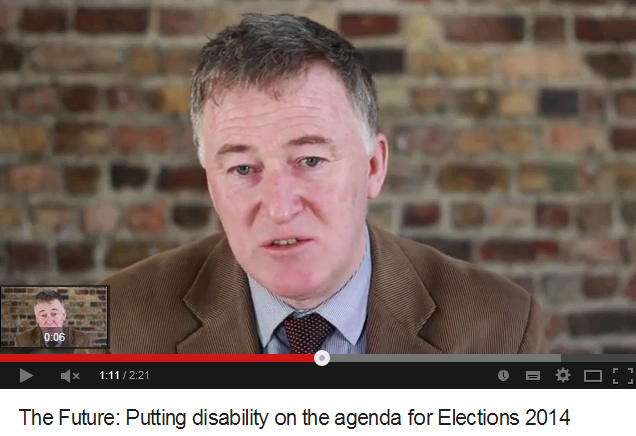 0:06
1:11 / 2:21
The Future: Putting disability on the agenda for Elections 2014